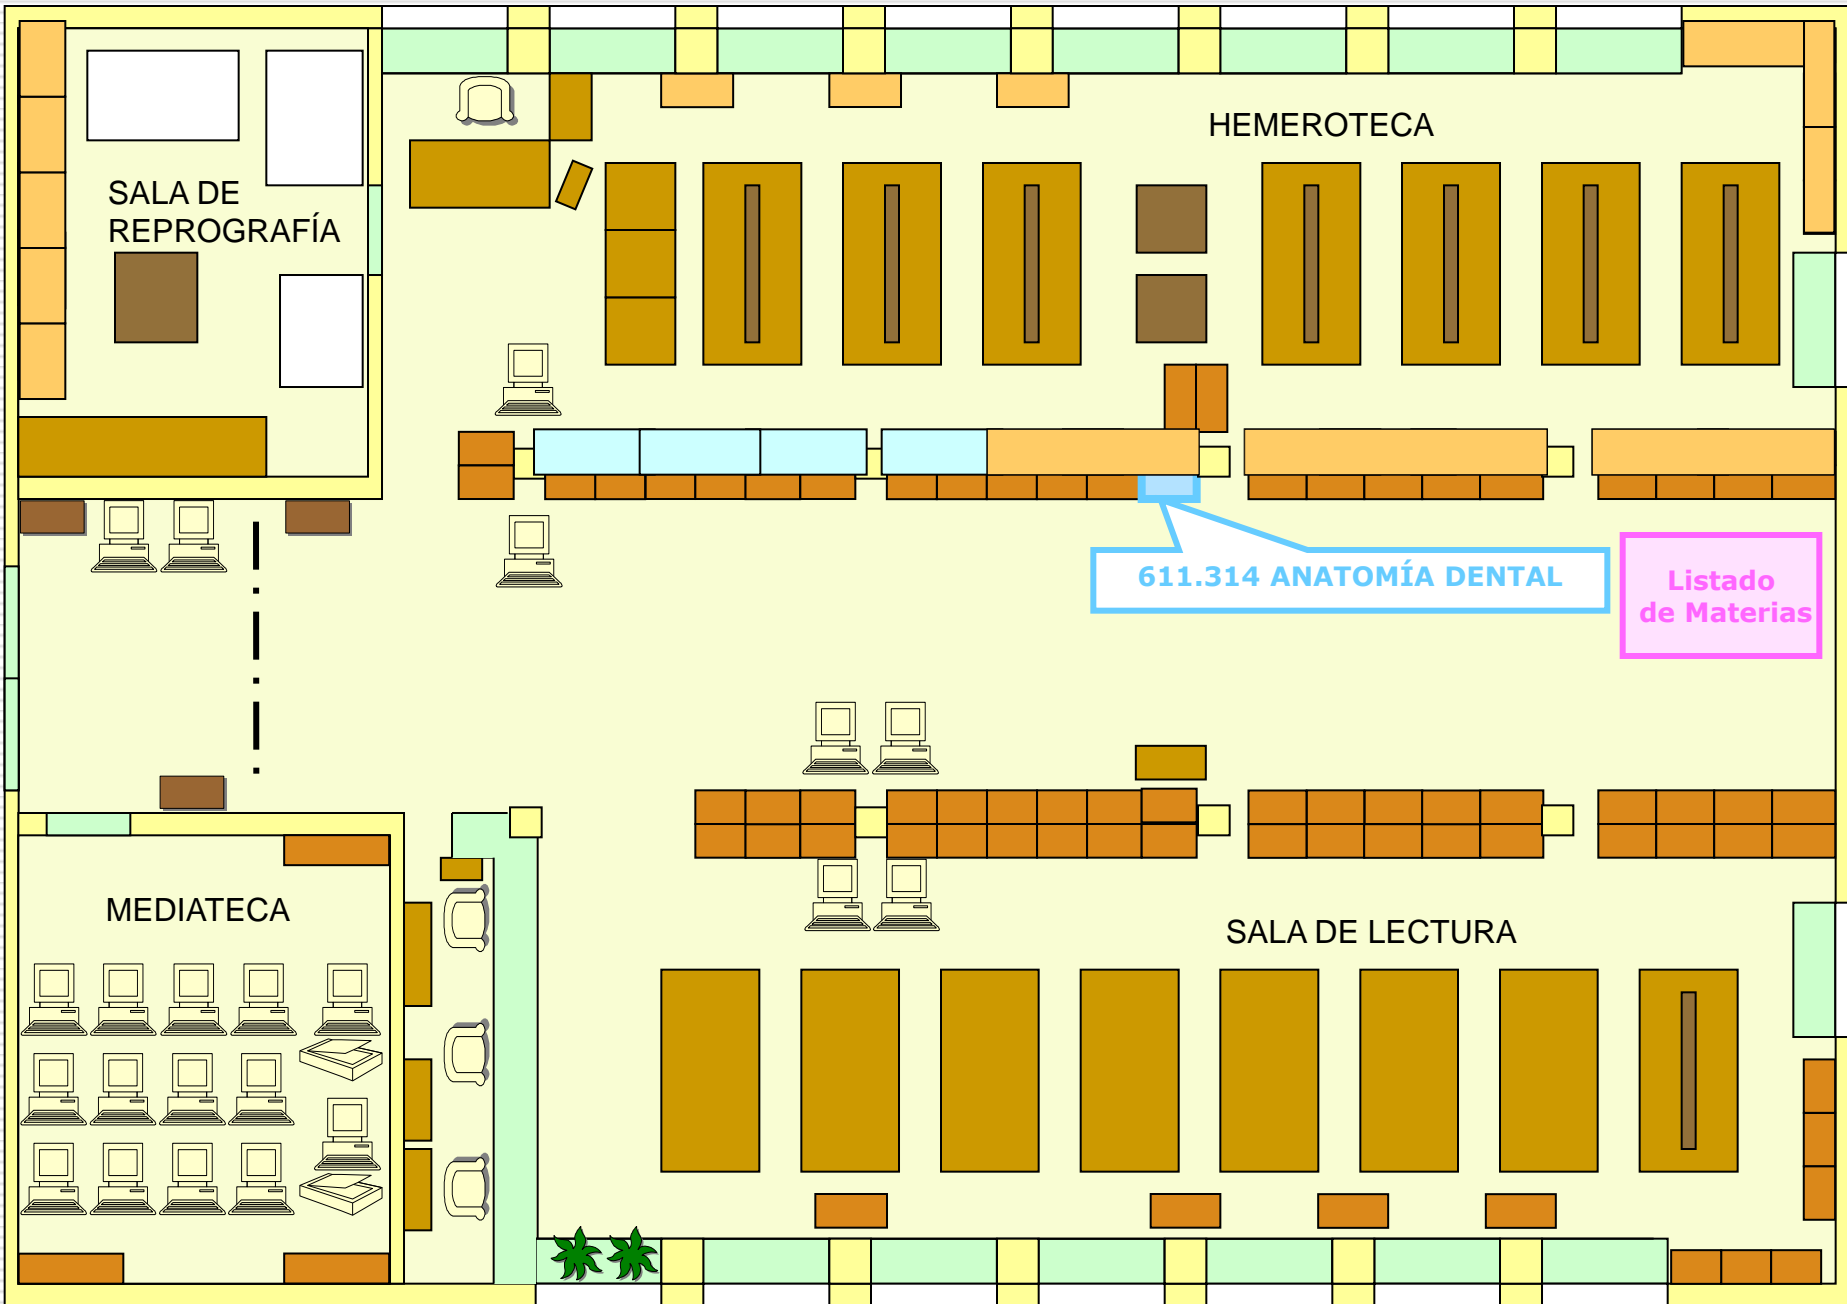 HEMEROTECA
SALA DE
REPROGRAFÍA
611.314 ANATOMÍA DENTAL
Listado
de Materias
MEDIATECA
SALA DE LECTURA